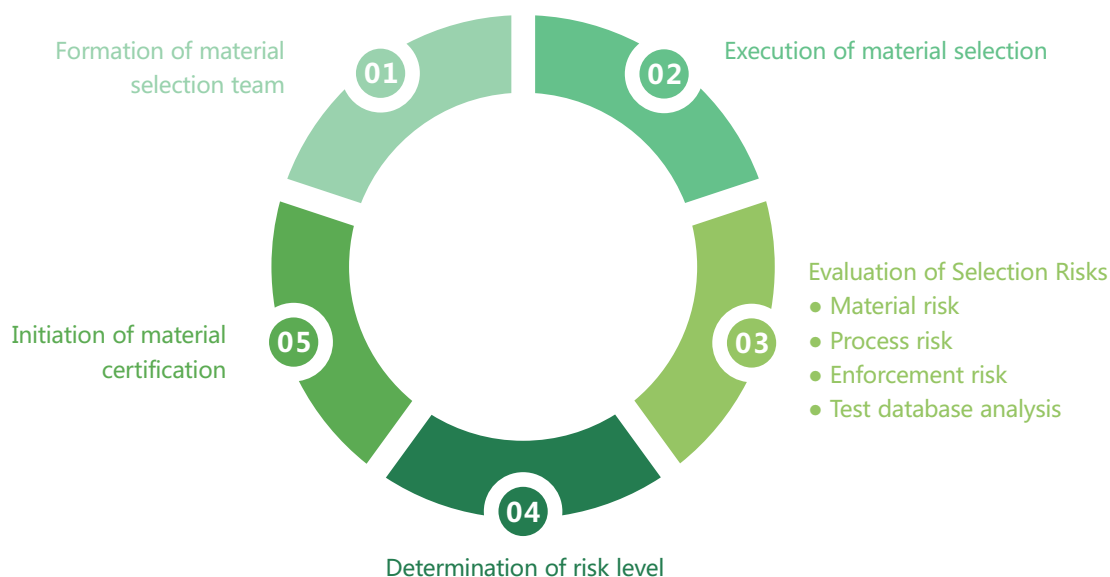 01
Formation of material
selection team
02
Execution of material selection
03
Evaluation of Selection Risks
● Material risk
● Process risk
● Enforcement risk
● Test database analysis
04
Determination of risk level
05
Initiation of material
certification